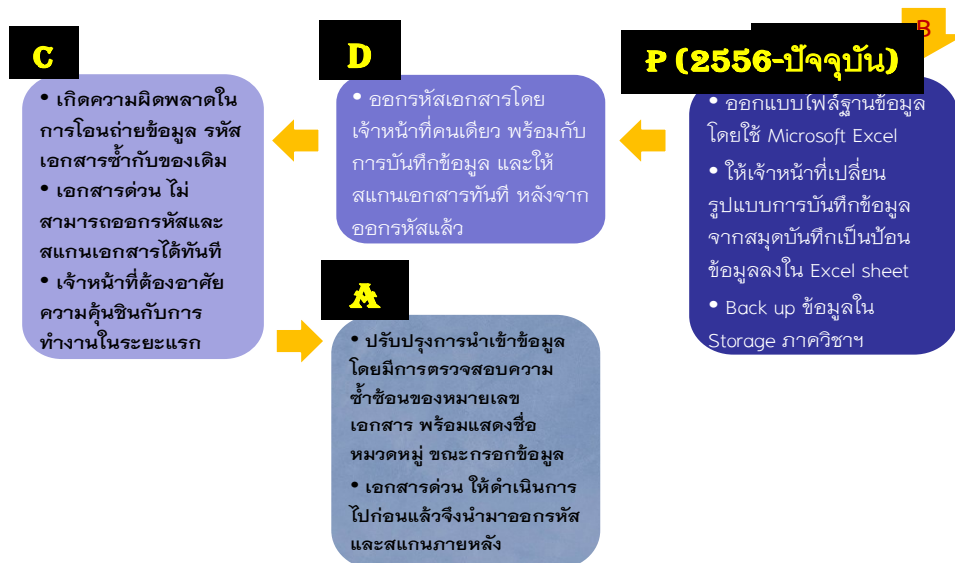 B
P (2556-ปัจจุบัน)
• ออกแบบไฟล์ฐานข้อมูล
โดยใช้ Microsoft Excel
• ให้เจ้าหน้าที่เปลี่ยน
รูปแบบการบันทึกข้อมูล
จากสมุดบันทึกเป็นป้อน
ข้อมูลลงใน Excel sheet
• Back up ข้อมูลใน
Storage ภาควิชาฯ
D
• ออกรหัสเอกสารโดย
เจ้าหน้าที่คนเดียว พร้อมกับ
การบันทึกข้อมูล และให้
สแกนเอกสารทันที หลังจาก
ออกรหัสแล้ว
C
• เกิดความผิดพลาดใน
การโอนถ่ายข้อมูล รหัส
เอกสารซ้ำกับของเดิม
• เอกสารด่วน ไม่
สามารถออกรหัสและ
สแกนเอกสารได้ทันที
• เจ้าหน้าที่ต้องอาศัย
ความคุ้นชินกับการ
ทำงานในระยะแรก
A
• ปรับปรุงการนำเข้าข้อมูล
โดยมีการตรวจสอบความ
ซ้ำซ้อนของหมายเลข
เอกสาร พร้อมแสดงชื่อ
หมวดหมู่ ขณะกรอกข้อมูล
• เอกสารด่วน ให้ดำเนินการ
ไปก่อนแล้วจึงนำมาออกรหัส
และสแกนภายหลัง